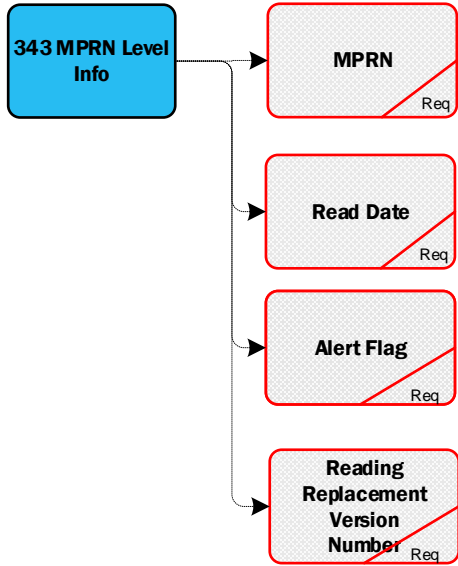 343 MPRN Level
Info
MPRN
Req
Read Date
Req
Alert Flag
Req
Reading
Replacement
Version
Number
Req